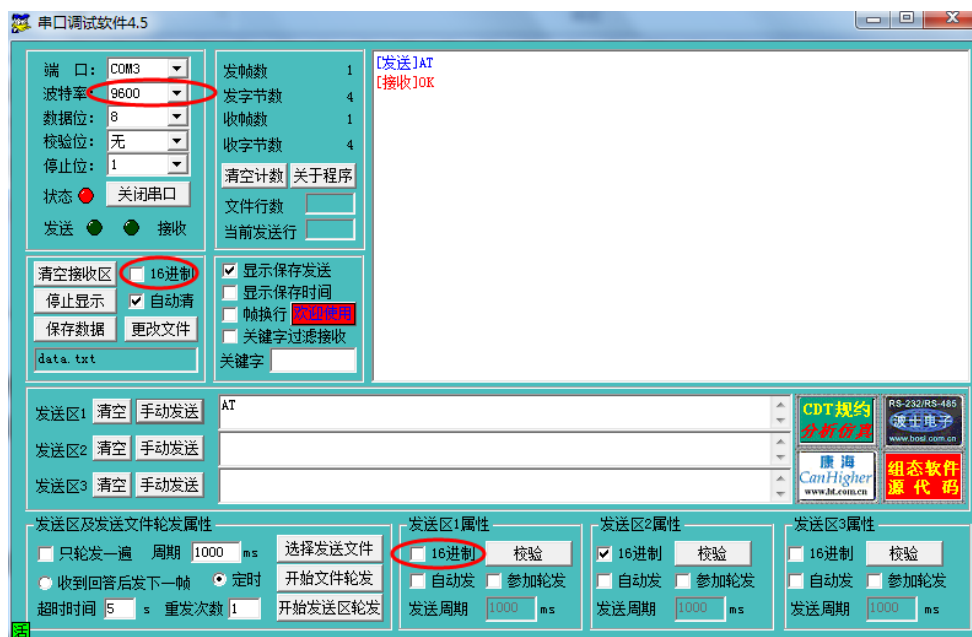 串口调试软件4.5
端 口: COM3
波特率: 9600
数据位: 8
校验位: 无
停止位: 1
状态 关闭串口
发送 接收
发帧数 1
发字节数 4
收帧数 1
收字节数 4
清空计数 关于程序
文件行数
当前发送行
[发送]AT
[接收]OK
清空接收区 16进制
停止显示 自动清
保存数据 更改文件
data.txt
显示保存发送
显示保存时间
帧换行 欢迎使用
关键字过滤接收
关键字
发送区1 清空 手动发送 AT
发送区2 清空 手动发送
发送区3 清空 手动发送
CDT规约
分析仿真
RS-232/RS-485
波士电子
www.bosi.com.cn
康海
CanHigher
www.ht.com.cn
组态软件
源代码
发送区及发送文件轮发属性
只轮发一遍 周期 1000 ms 选择发送文件
收到回答后发下一帧 定时 开始文件轮发
超时时间 5 s 重发次数 1 开始发送区轮发
发送区1属性
16进制 校验
自动发 参加轮发
发送周期 1000 ms
发送区2属性
16进制 校验
自动发 参加轮发
发送周期 1000 ms
发送区3属性
16进制 校验
自动发 参加轮发
发送周期 1000 ms
活